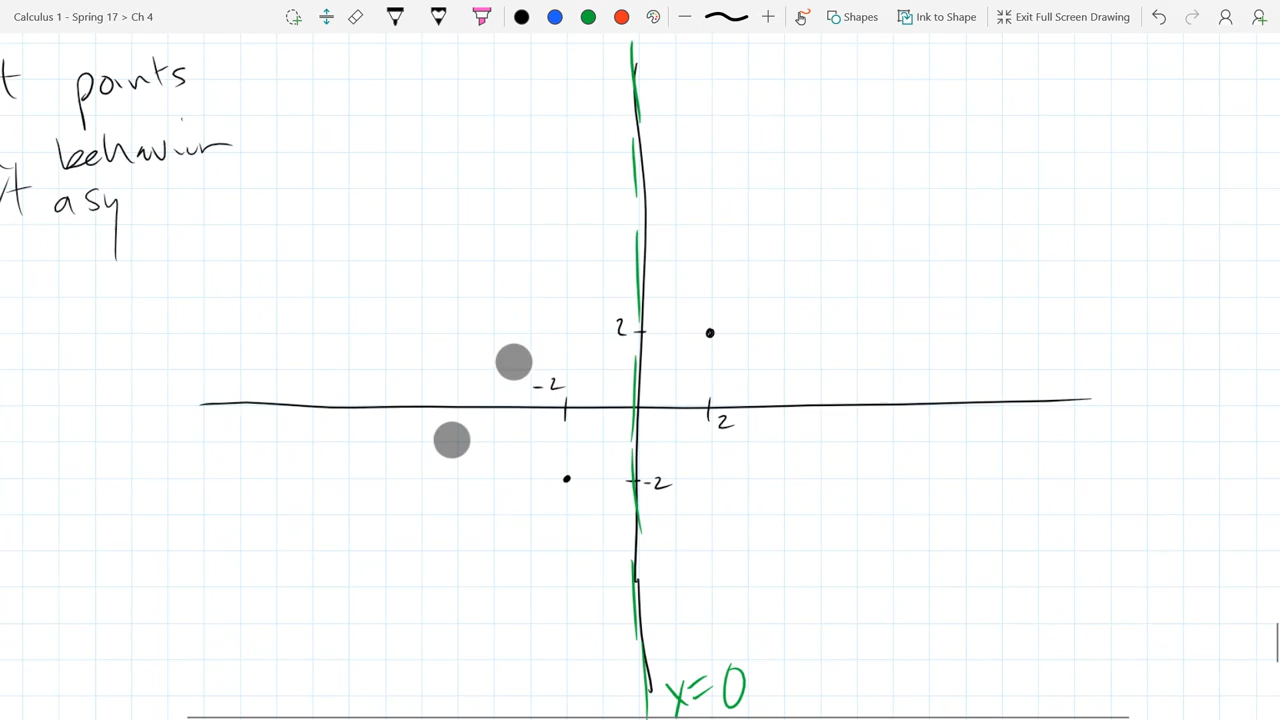 Calculus 1 - Spring 17 > Ch 4
Shapes
Ink to Shape
Exit Full Screen Drawing
points
behavior
asy
2
-2
2
-2
x=0